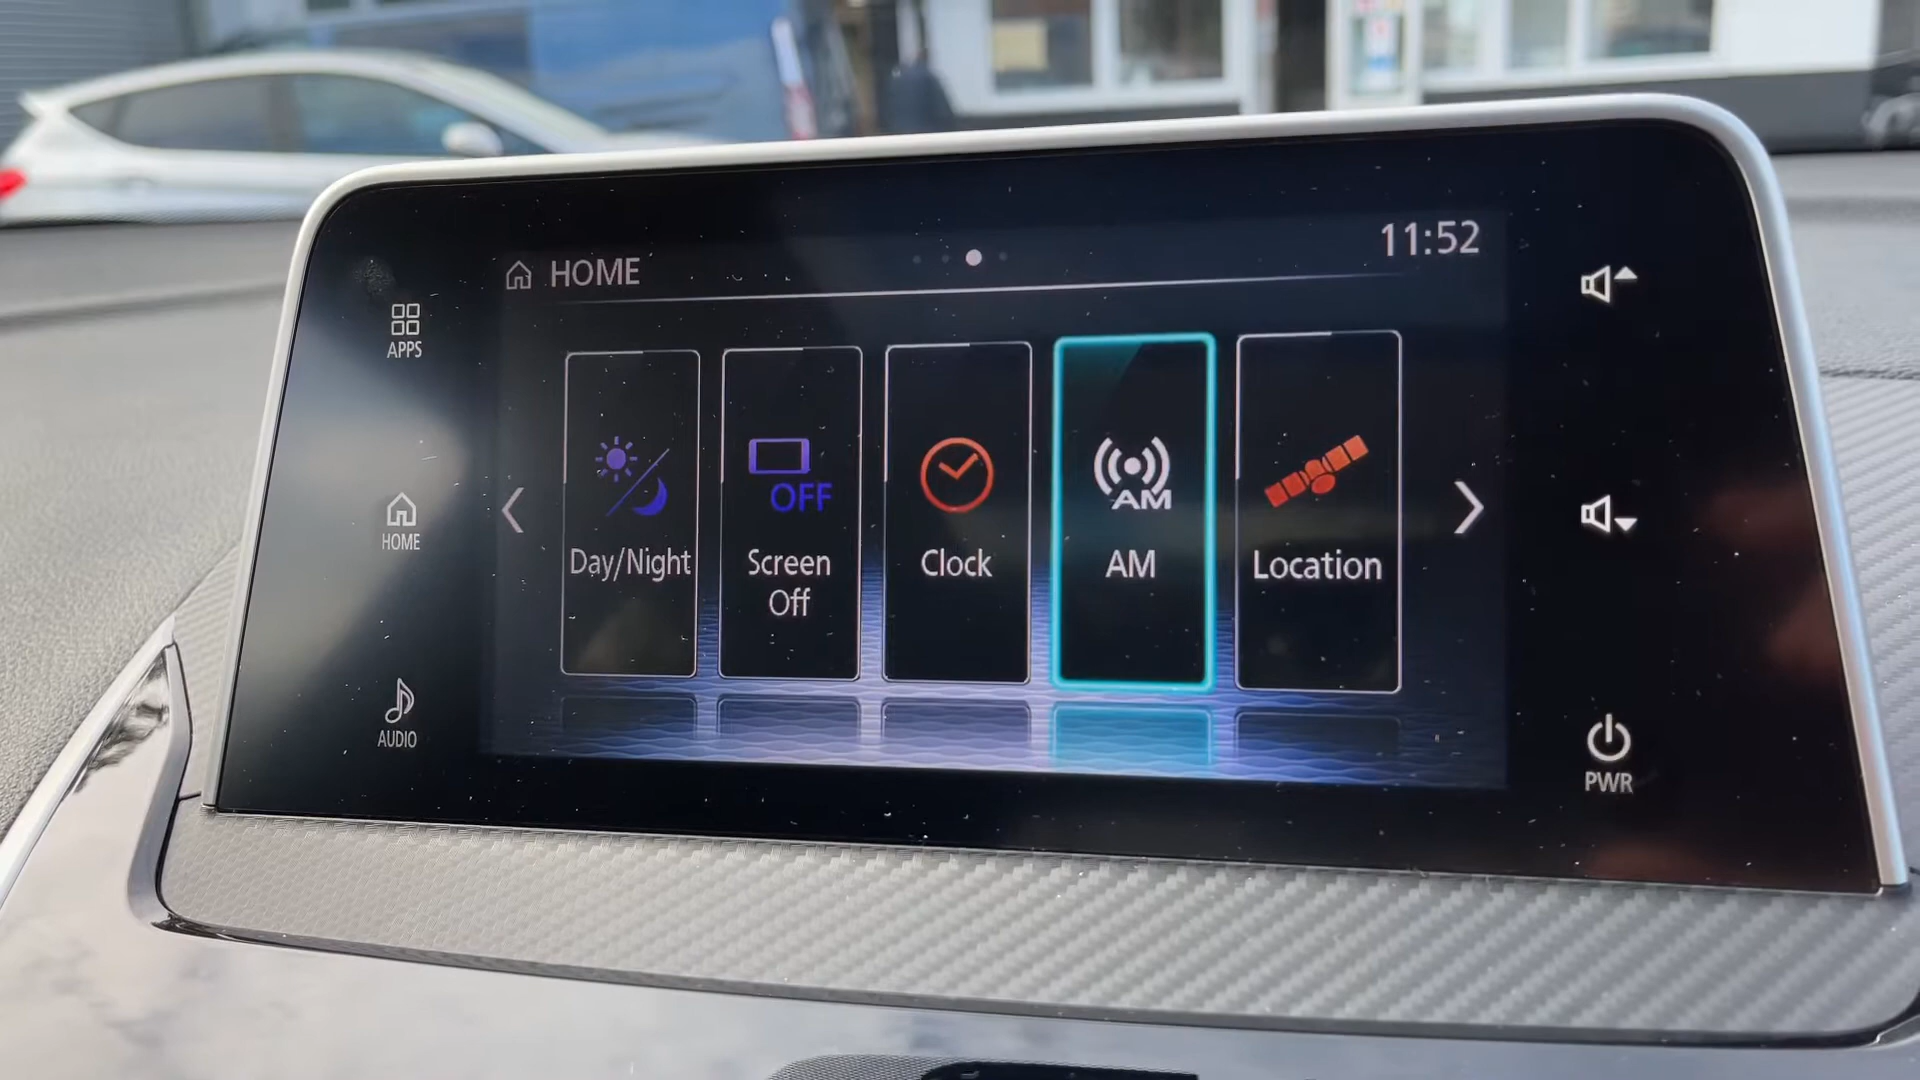 HOME
11:52
APPS
HOME
AUDIO
OFF
AM
Day/Night
Screen
Off
Clock
AM
Location
PWR